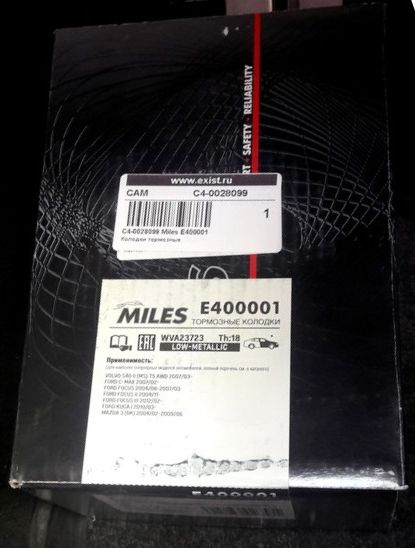 RT • SAFETY • RELIABILITY
www.exist.ru
CAM C4-0028099
1
C4-0028099 Miles E400001
Колодки тормозные
MILES E400001
ТОРМОЗНЫЕ КОЛОДКИ
EAC WVA23723 Th:18
LOW-METALLIC
Применимость:
VOLVO S40 II (MS) T5 AWD 2007/03-
FORD C-MAX 2007/02-
FORD FOCUS 2004/08-2007/03
FORD FOCUS II 2004/11-
FORD FOCUS III 2012/02-
FORD KUGA I 2010/03-
MAZDA 3 (BK) 2004/02-2009/06
E400001